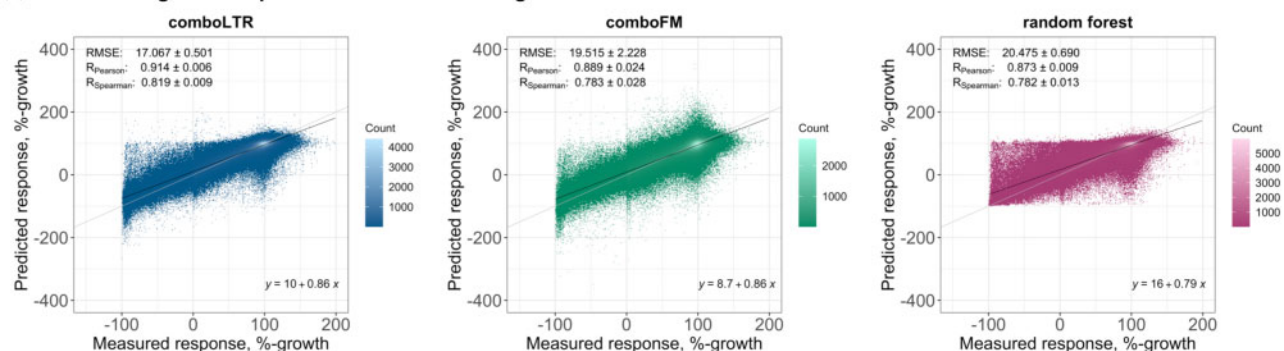 comboLTR
400
200
0
-200
-400
-100
0
100
200
Predicted response, %-growth
Measured response, %-growth
RMSE: 17.067 ± 0.501
RPearson: 0.914 ± 0.006
RSpearman: 0.819 ± 0.009
y = 10 + 0.86 x
Count
4000
3000
2000
1000
comboFM
400
200
0
-200
-400
-100
0
100
200
Predicted response, %-growth
Measured response, %-growth
RMSE: 19.515 ± 2.228
RPearson: 0.889 ± 0.024
RSpearman: 0.783 ± 0.028
y = 8.7 + 0.86 x
Count
2000
1000
random forest
400
200
0
-200
-400
-100
0
100
200
Predicted response, %-growth
Measured response, %-growth
RMSE: 20.475 ± 0.690
RPearson: 0.873 ± 0.009
RSpearman: 0.782 ± 0.013
y = 16 + 0.79 x
Count
5000
4000
3000
2000
1000